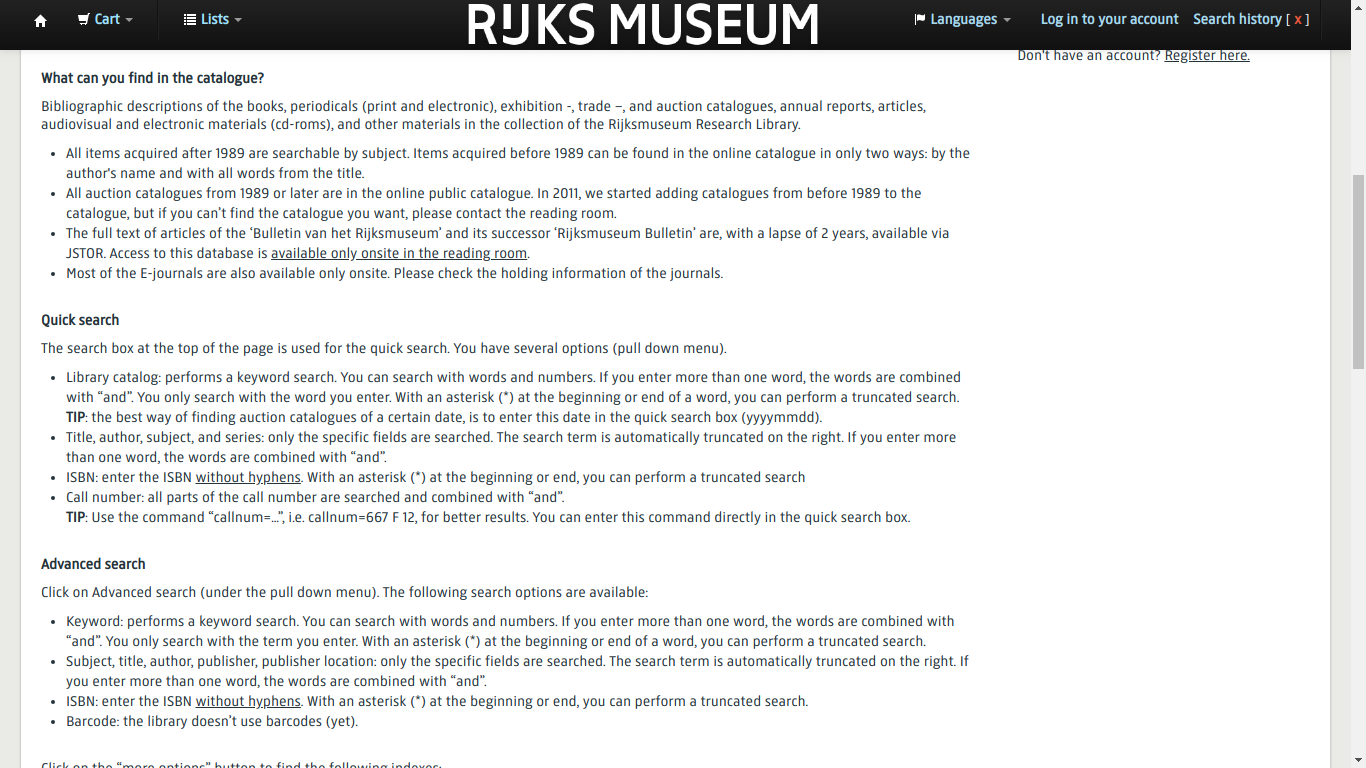 Cart
Lists
RIJKS MUSEUM
Languages
Log in to your account
Search history [ x ]
Don't have an account? Register here.
What can you find in the catalogue?
Bibliographic descriptions of the books, periodicals (print and electronic), exhibition -, trade –, and auction catalogues, annual reports, articles,
audiovisual and electronic materials (cd-roms), and other materials in the collection of the Rijksmuseum Research Library.
• All items acquired after 1989 are searchable by subject. Items acquired before 1989 can be found in the online catalogue in only two ways: by the
author's name and with all words from the title.
• All auction catalogues from 1989 or later are in the online public catalogue. In 2011, we started adding catalogues from before 1989 to the
catalogue, but if you can’t find the catalogue you want, please contact the reading room.
• The full text of articles of the ‘Bulletin van het Rijksmuseum’ and its successor ‘Rijksmuseum Bulletin’ are, with a lapse of 2 years, available via
JSTOR. Access to this database is available only onsite in the reading room.
• Most of the E-journals are also available only onsite. Please check the holding information of the journals.
Quick search
The search box at the top of the page is used for the quick search. You have several options (pull down menu).
• Library catalog: performs a keyword search. You can search with words and numbers. If you enter more than one word, the words are combined
with “and”. You only search with the word you enter. With an asterisk (*) at the beginning or end of a word, you can perform a truncated search.
TIP: the best way of finding auction catalogues of a certain date, is to enter this date in the quick search box (yyyymmdd).
• Title, author, subject, and series: only the specific fields are searched. The search term is automatically truncated on the right. If you enter more
than one word, the words are combined with “and”.
• ISBN: enter the ISBN without hyphens. With an asterisk (*) at the beginning or end, you can perform a truncated search
• Call number: all parts of the call number are searched and combined with “and”.
TIP: Use the command “callnum=…”, i.e. callnum=667 F 12, for better results. You can enter this command directly in the quick search box.
Advanced search
Click on Advanced search (under the pull down menu). The following search options are available:
• Keyword: performs a keyword search. You can search with words and numbers. If you enter more than one word, the words are combined with
“and”. You only search with the term you enter. With an asterisk (*) at the beginning or end of a word, you can perform a truncated search.
• Subject, title, author, publisher, publisher location: only the specific fields are searched. The search term is automatically truncated on the right. If
you enter more than one word, the words are combined with “and”.
• ISBN: enter the ISBN without hyphens. With an asterisk (*) at the beginning or end, you can perform a truncated search.
• Barcode: the library doesn’t use barcodes (yet).
Click on the “more options” button to find the following indexes: